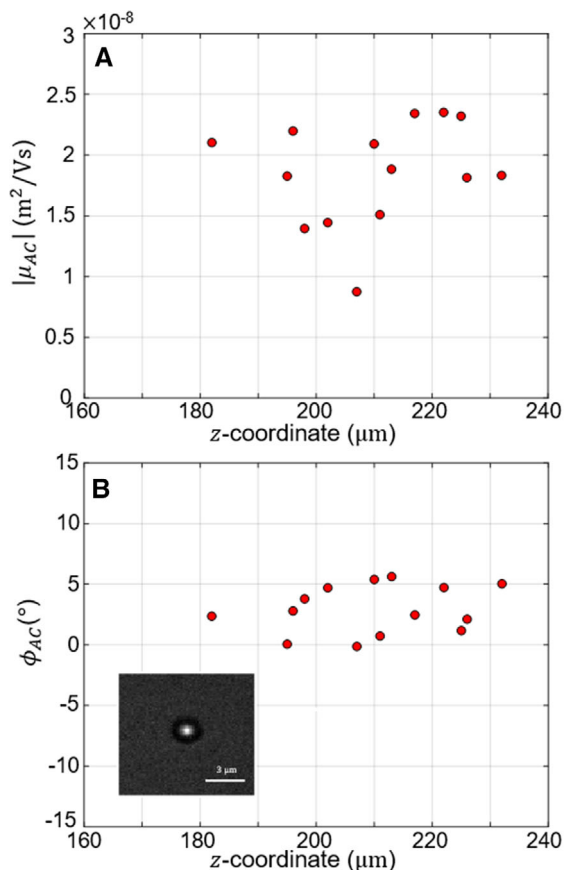 ×10⁻⁸
A
3
2.5
2
1.5
1
0.5
0
|μ_AC| (m²/Vs)
160 180 200 220 240
z-coordinate (μm)
B
15
10
5
0
-5
-10
-15
ϕ_AC(°)
3 μm
160 180 200 220 240
z-coordinate (μm)